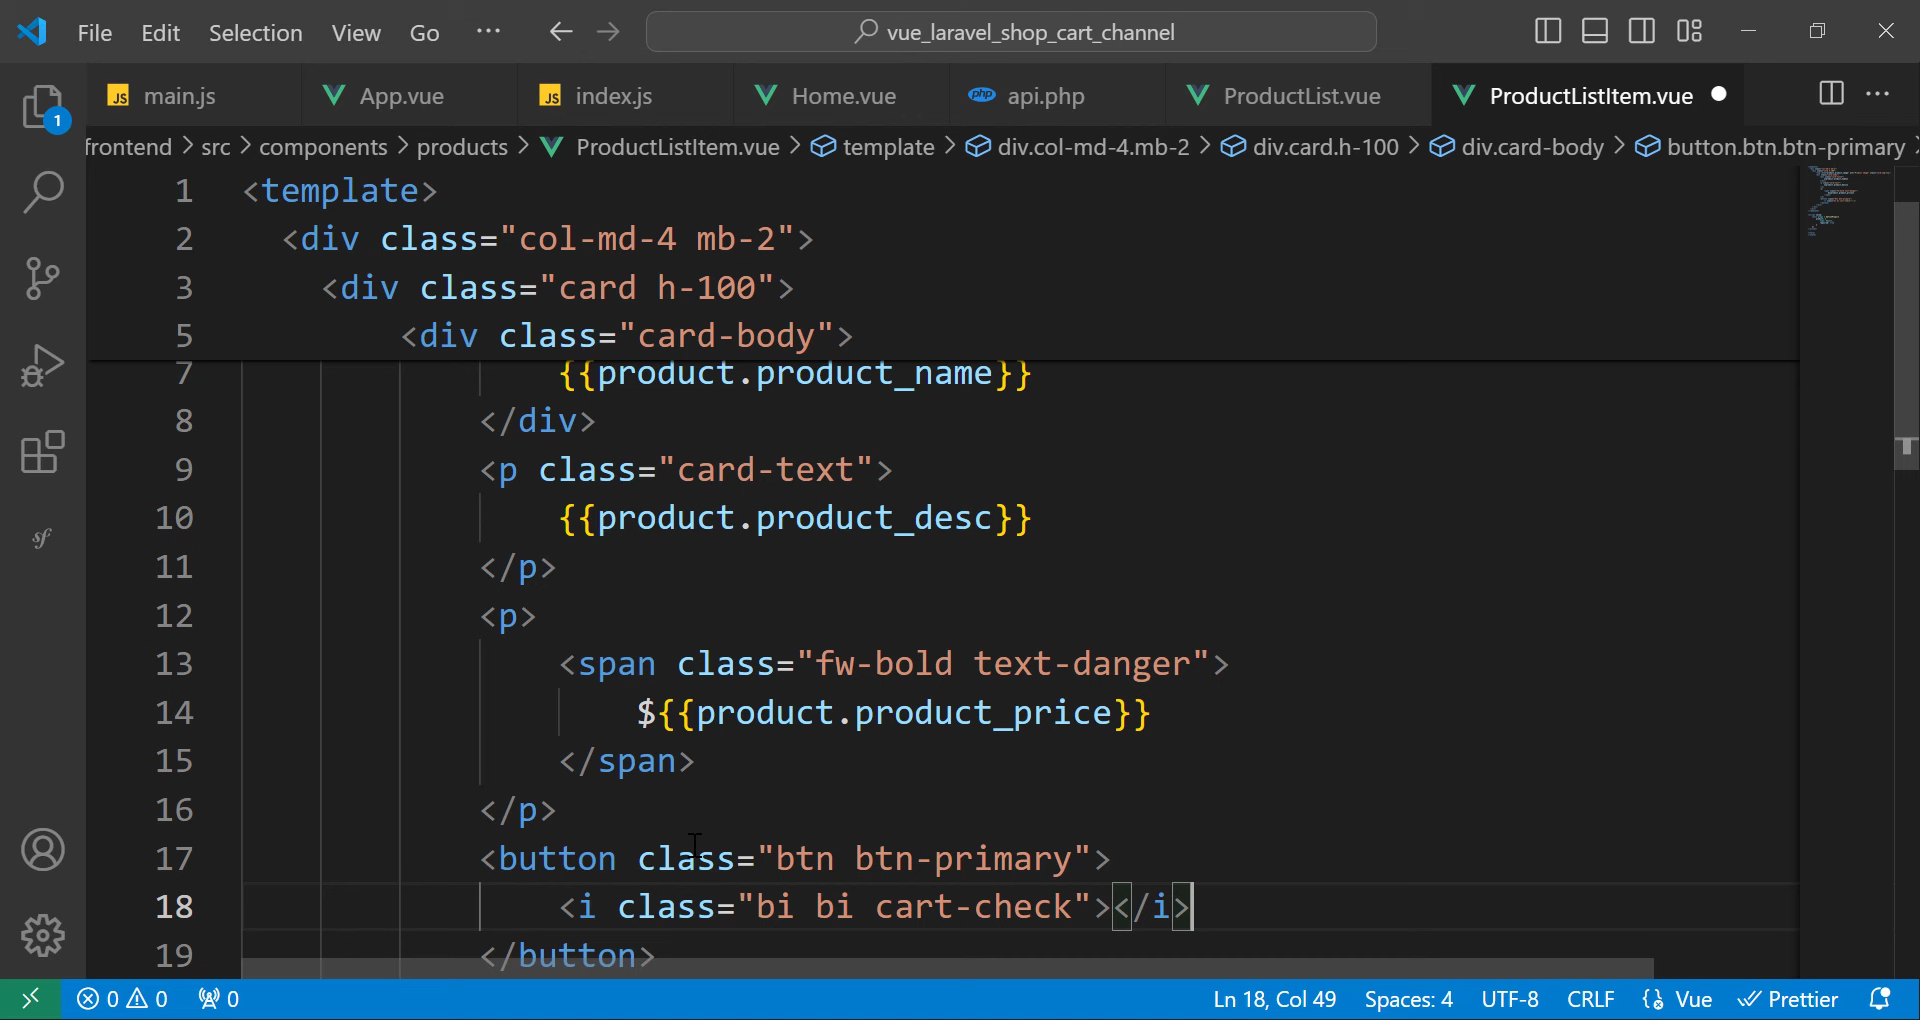 File Edit Selection View Go ··· vue_laravel_shop_cart_channel
1
JS main.js App.vue JS index.js Home.vue php api.php ProductList.vue ProductListItem.vue
frontend > src > components > products > ProductListItem.vue > template > div.col-md-4.mb-2 > div.card.h-100 > div.card-body > button.btn.btn-primary >
1 <template>
2 <div class="col-md-4 mb-2">
3 <div class="card h-100">
5 <div class="card-body">
7 {{product.product_name}}
8 </div>
9 <p class="card-text">
10 {{product.product_desc}}
11 </p>
12 <p>
13 <span class="fw-bold text-danger">
14 ${{product.product_price}}
15 </span>
16 </p>
17 <button class="btn btn-primary">
18 <i class="bi bi cart-check"></i>
19 </button>
sf
0 0 0 Ln 18, Col 49 Spaces: 4 UTF-8 CRLF Vue Prettier